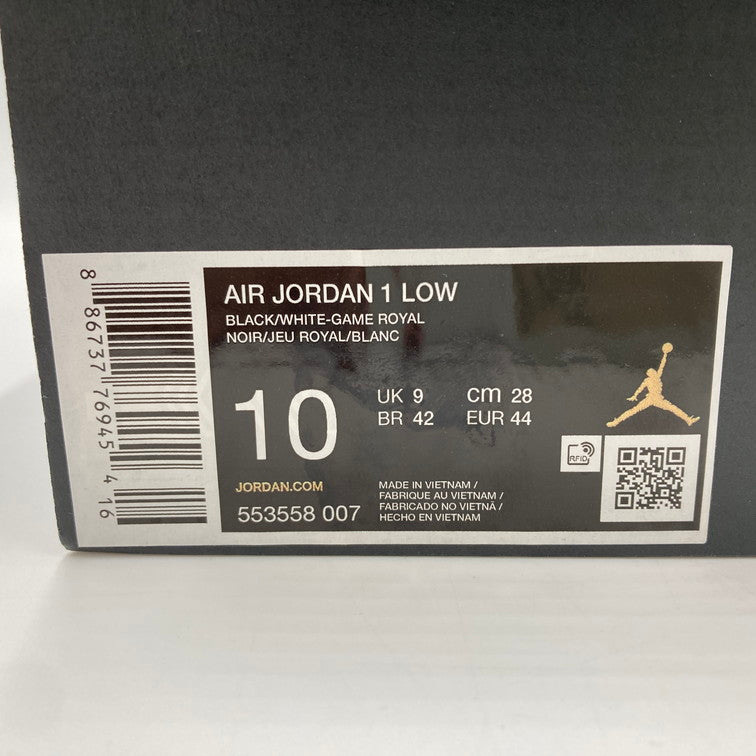 8 86737 76945 4 16
AIR JORDAN 1 LOW
BLACK/WHITE-GAME ROYAL
NOIR/JEU ROYAL/BLANC
10
UK 9 cm 28
BR 42 EUR 44
JORDAN.COM
553558 007
MADE IN VIETNAM /
FABRIQUE AU VIETNAM /
FABRICADO NO VIETNÃ /
HECHO EN VIETNAM
RFID